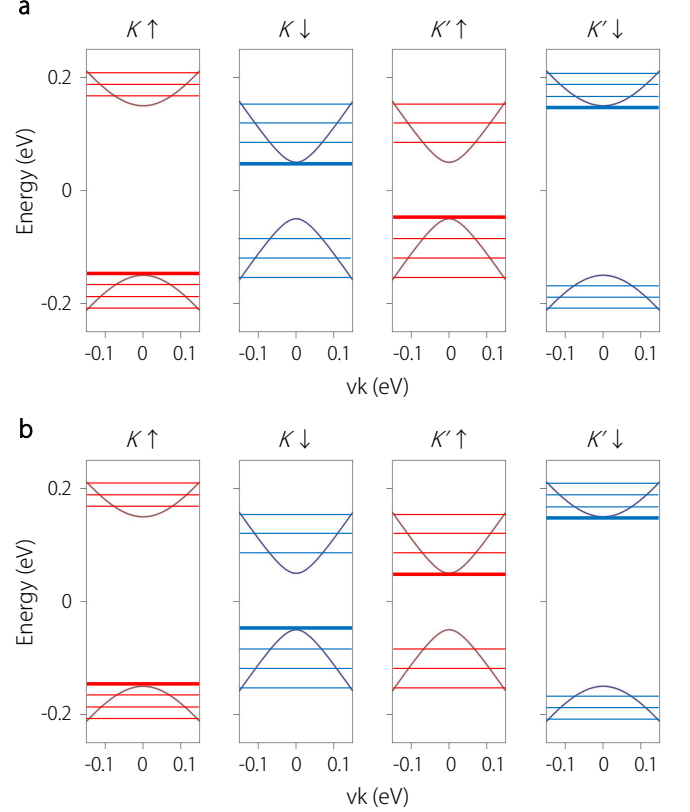 a
K ↑ K ↓ K′ ↑ K′ ↓
0.2
0
-0.2
Energy (eV)
-0.1 0 0.1 -0.1 0 0.1 -0.1 0 0.1 -0.1 0 0.1
vk (eV)
b
K ↑ K ↓ K′ ↑ K′ ↓
0.2
0
-0.2
Energy (eV)
-0.1 0 0.1 -0.1 0 0.1 -0.1 0 0.1 -0.1 0 0.1
vk (eV)